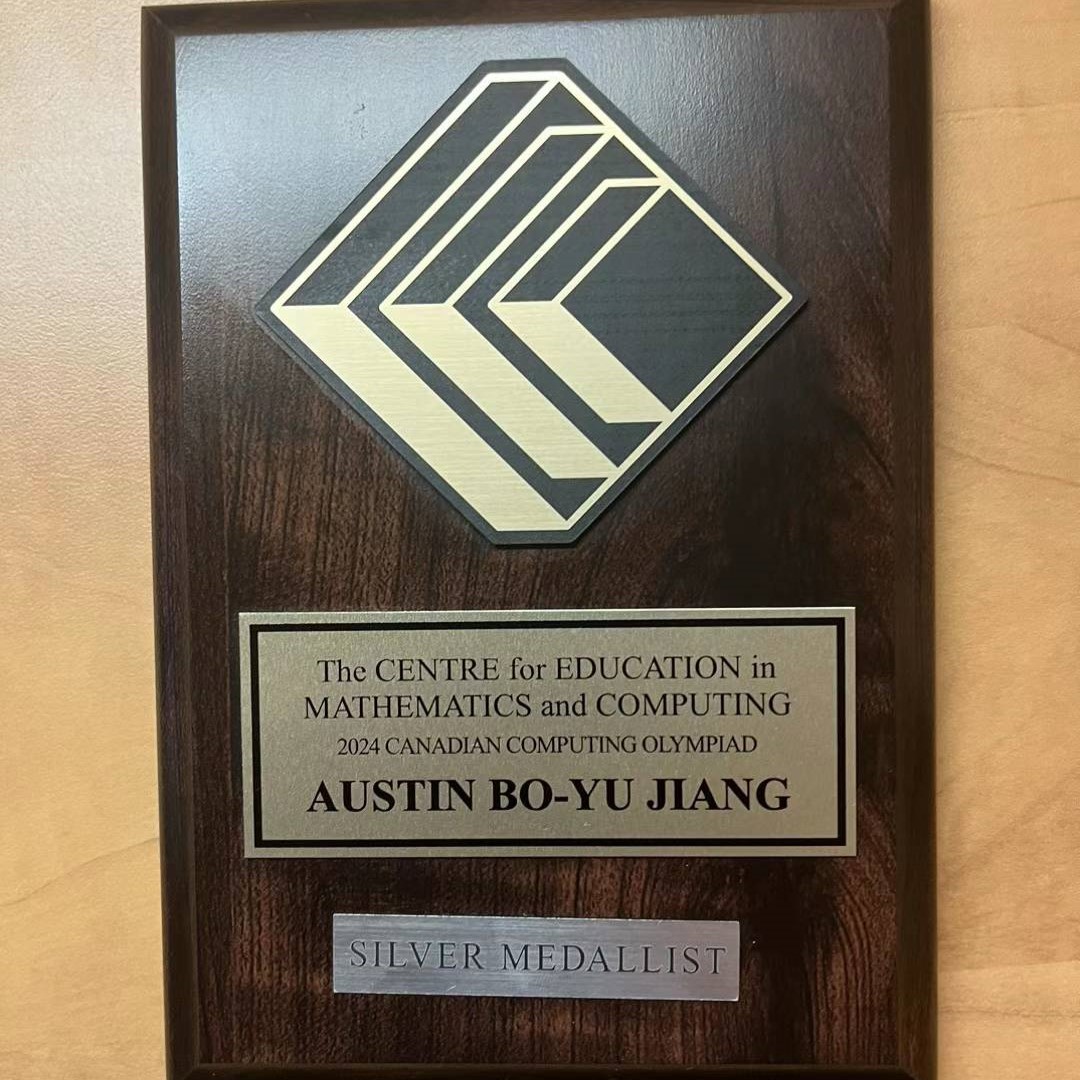 The CENTRE for EDUCATION in
MATHEMATICS and COMPUTING
2024 CANADIAN COMPUTING OLYMPIAD
AUSTIN BO-YU JIANG
SILVER MEDALLIST